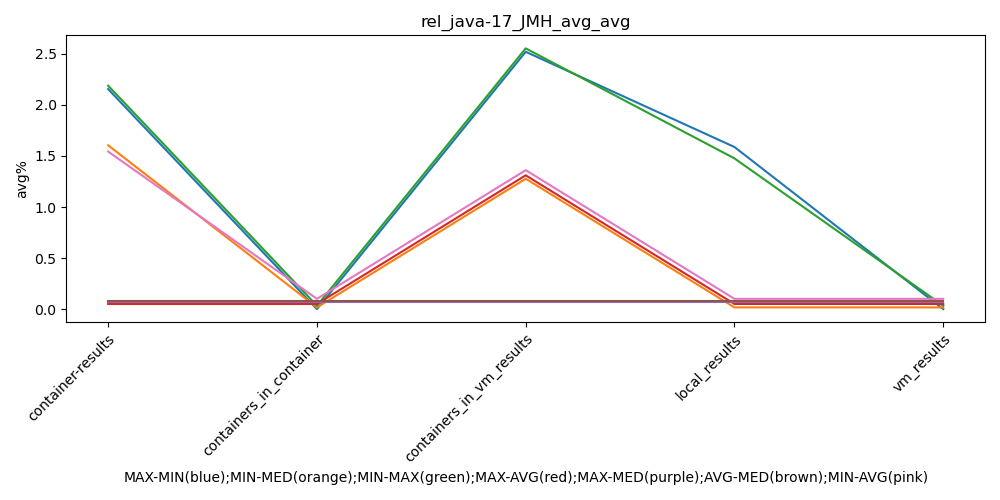 rel_java-17_JMH_avg_avg
2.5
2.0
1.5
1.0
0.5
0.0
avg%
container-results
containers_in_container
containers_in_vm_results
local_results
vm_results
MAX-MIN(blue);MIN-MED(orange);MIN-MAX(green);MAX-AVG(red);MAX-MED(purple);AVG-MED(brown);MIN-AVG(pink)